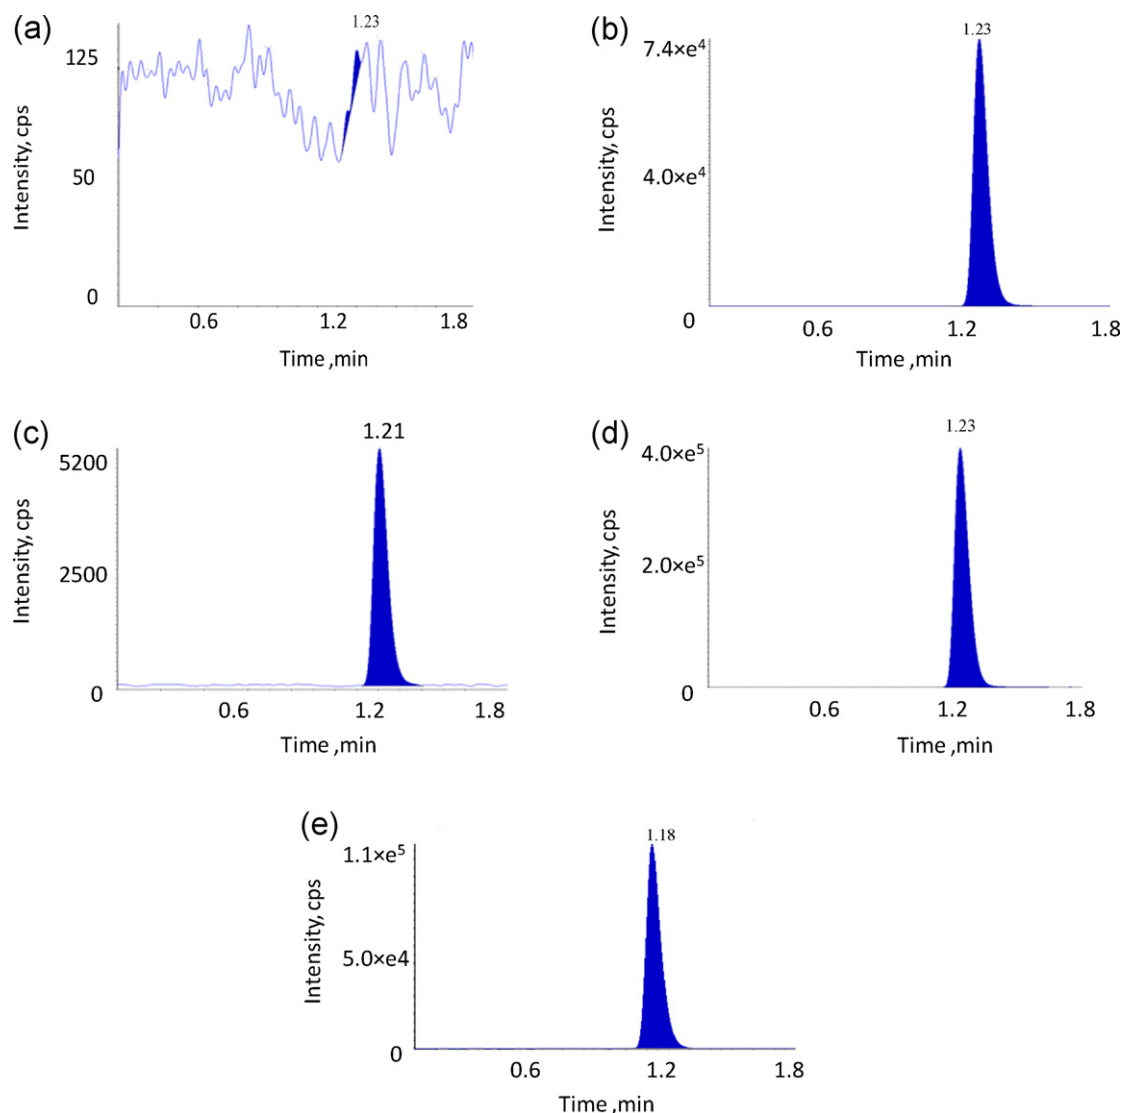 (a)
1.23
125
50
0
Intensity, cps
0.6 1.2 1.8
Time ,min
(b)
1.23
7.4×e⁴
4.0×e⁴
0
Intensity, cps
0.6 1.2 1.8
Time ,min
(c)
1.21
5200
2500
0
Intensity, cps
0.6 1.2 1.8
Time ,min
(d)
1.23
4.0×e⁵
2.0×e⁵
0
Intensity, cps
0.6 1.2 1.8
Time ,min
(e)
1.18
1.1×e⁵
5.0×e4
0
Intensity, cps
0.6 1.2 1.8
Time ,min